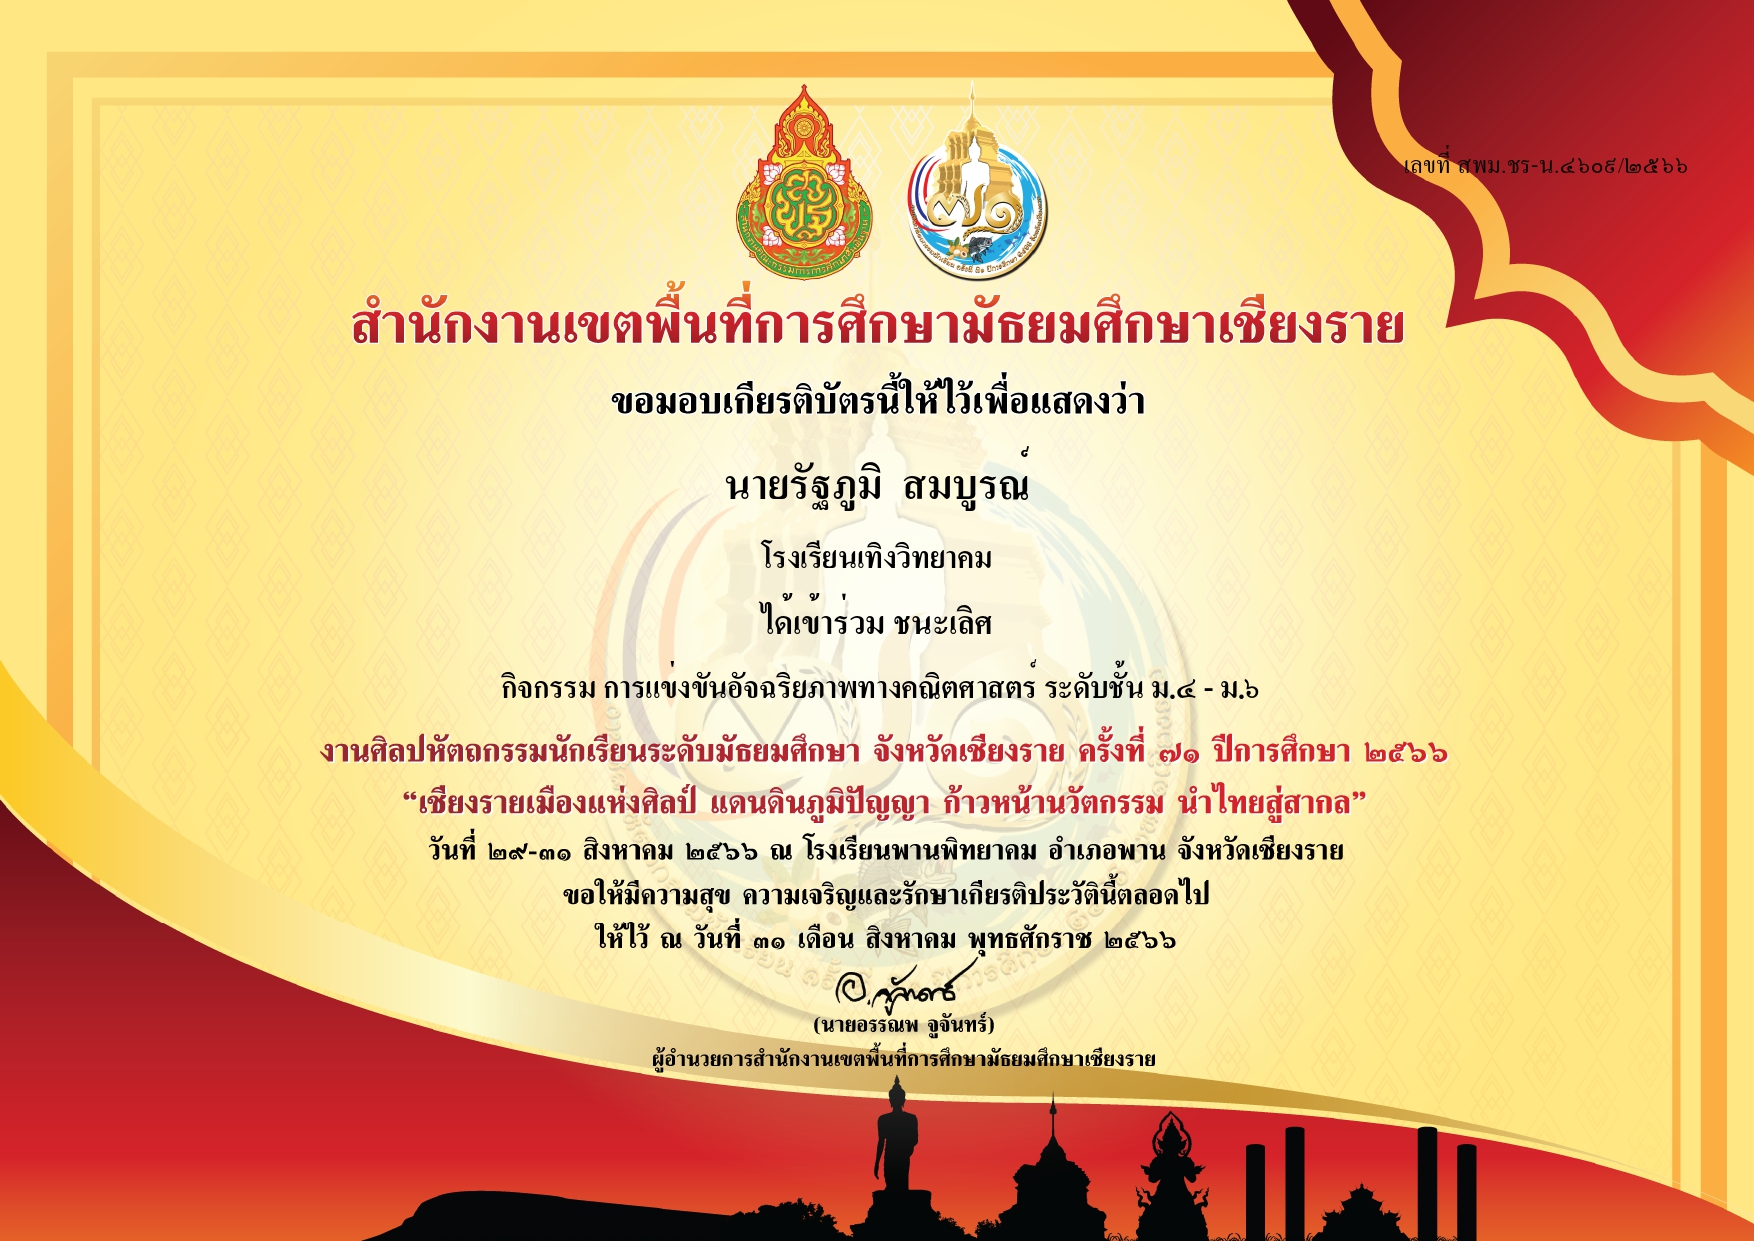 เลขที่ สพม.ชร-น.๔๖๐๙/๒๕๖๖
สำนักงานเขตพื้นที่การศึกษามัธยมศึกษาเชียงราย
ขอมอบเกียรติบัตรนี้ให้ไว้เพื่อแสดงว่า
นายรัฐภูมิ สมบูรณ์
โรงเรียนเทิงวิทยาคม
ได้เข้าร่วม ชนะเลิศ
กิจกรรม การแข่งขันอัจฉริยภาพทางคณิตศาสตร์ ระดับชั้น ม.๔ - ม.๖
งานศิลปหัตถกรรมนักเรียนระดับมัธยมศึกษา จังหวัดเชียงราย ครั้งที่ ๗๑ ปีการศึกษา ๒๕๖๖
“เชียงรายเมืองแห่งศิลป์ แดนดินภูมิปัญญา ก้าวหน้านวัตกรรม นำไทยสู่สากล”
วันที่ ๒๙-๓๑ สิงหาคม ๒๕๖๖ ณ โรงเรียนพานพิทยาคม อำเภอพาน จังหวัดเชียงราย
ขอให้มีความสุข ความเจริญและรักษาเกียรติประวัตินี้ตลอดไป
ให้ไว้ ณ วันที่ ๓๑ เดือน สิงหาคม พุทธศักราช ๒๕๖๖
(นายอรรณพ จูจันทร์)
ผู้อำนวยการสำนักงานเขตพื้นที่การศึกษามัธยมศึกษาเชียงราย